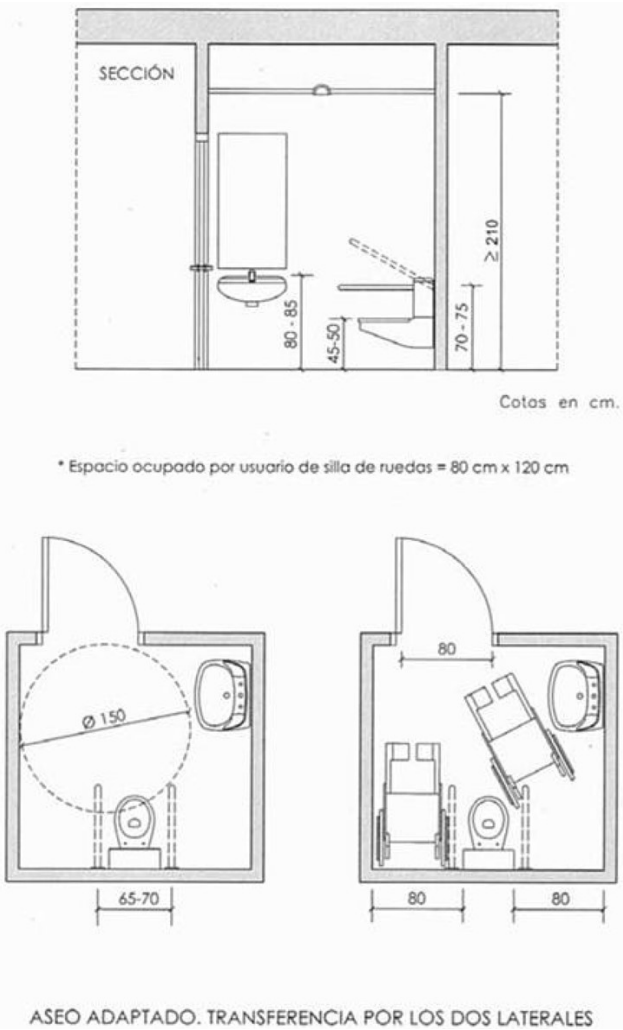 SECCIÓN
≥ 210
80 - 85
45-50
70 - 75
Cotas en cm.
* Espacio ocupado por usuario de silla de ruedas = 80 cm x 120 cm
Ø 150
80
65-70
80
80
ASEO ADAPTADO. TRANSFERENCIA POR LOS DOS LATERALES